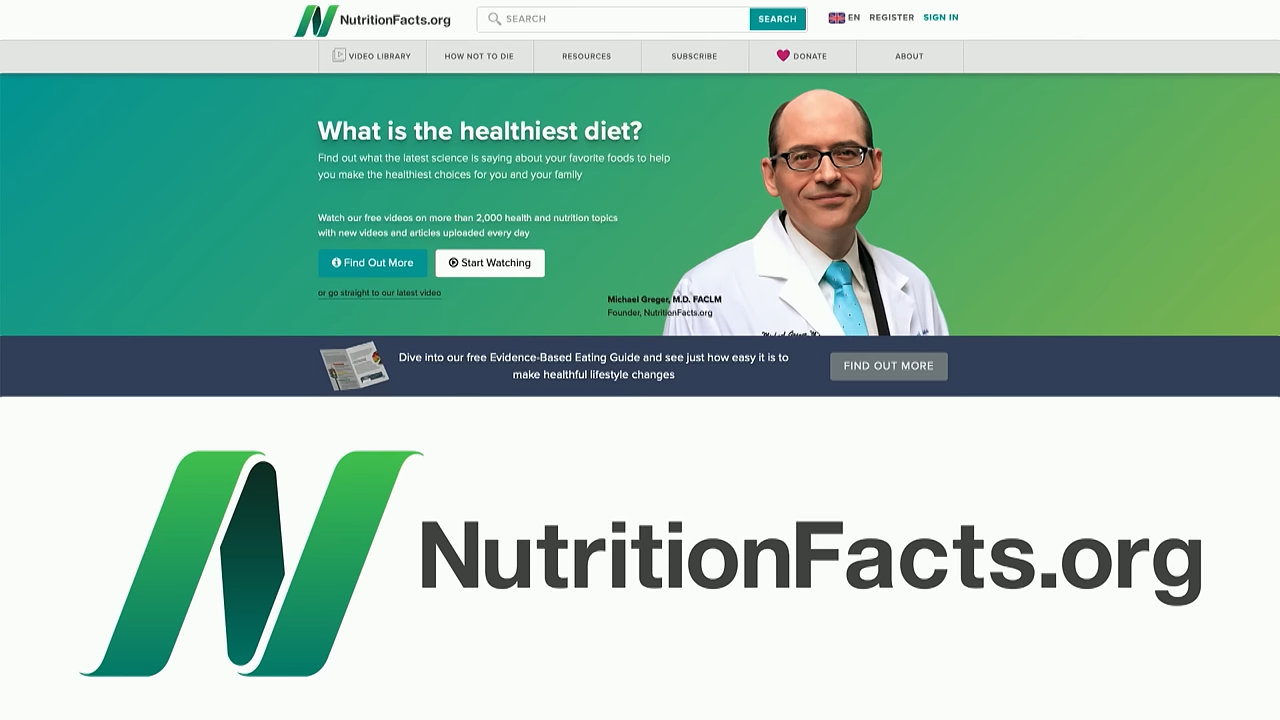 NutritionFacts.org
SEARCH
SEARCH
EN
REGISTER
SIGN IN
VIDEO LIBRARY
HOW NOT TO DIE
RESOURCES
SUBSCRIBE
DONATE
ABOUT
What is the healthiest diet?
Find out what the latest science is saying about your favorite foods to help
you make the healthiest choices for you and your family
Watch our free videos on more than 2,000 health and nutrition topics
with new videos and articles uploaded every day
Find Out More
Start Watching
or go straight to our latest video
Michael Greger, M.D. FACLM
Founder, NutritionFacts.org
Dive into our free Evidence-Based Eating Guide and see just how easy it is to
make healthful lifestyle changes
FIND OUT MORE
NutritionFacts.org